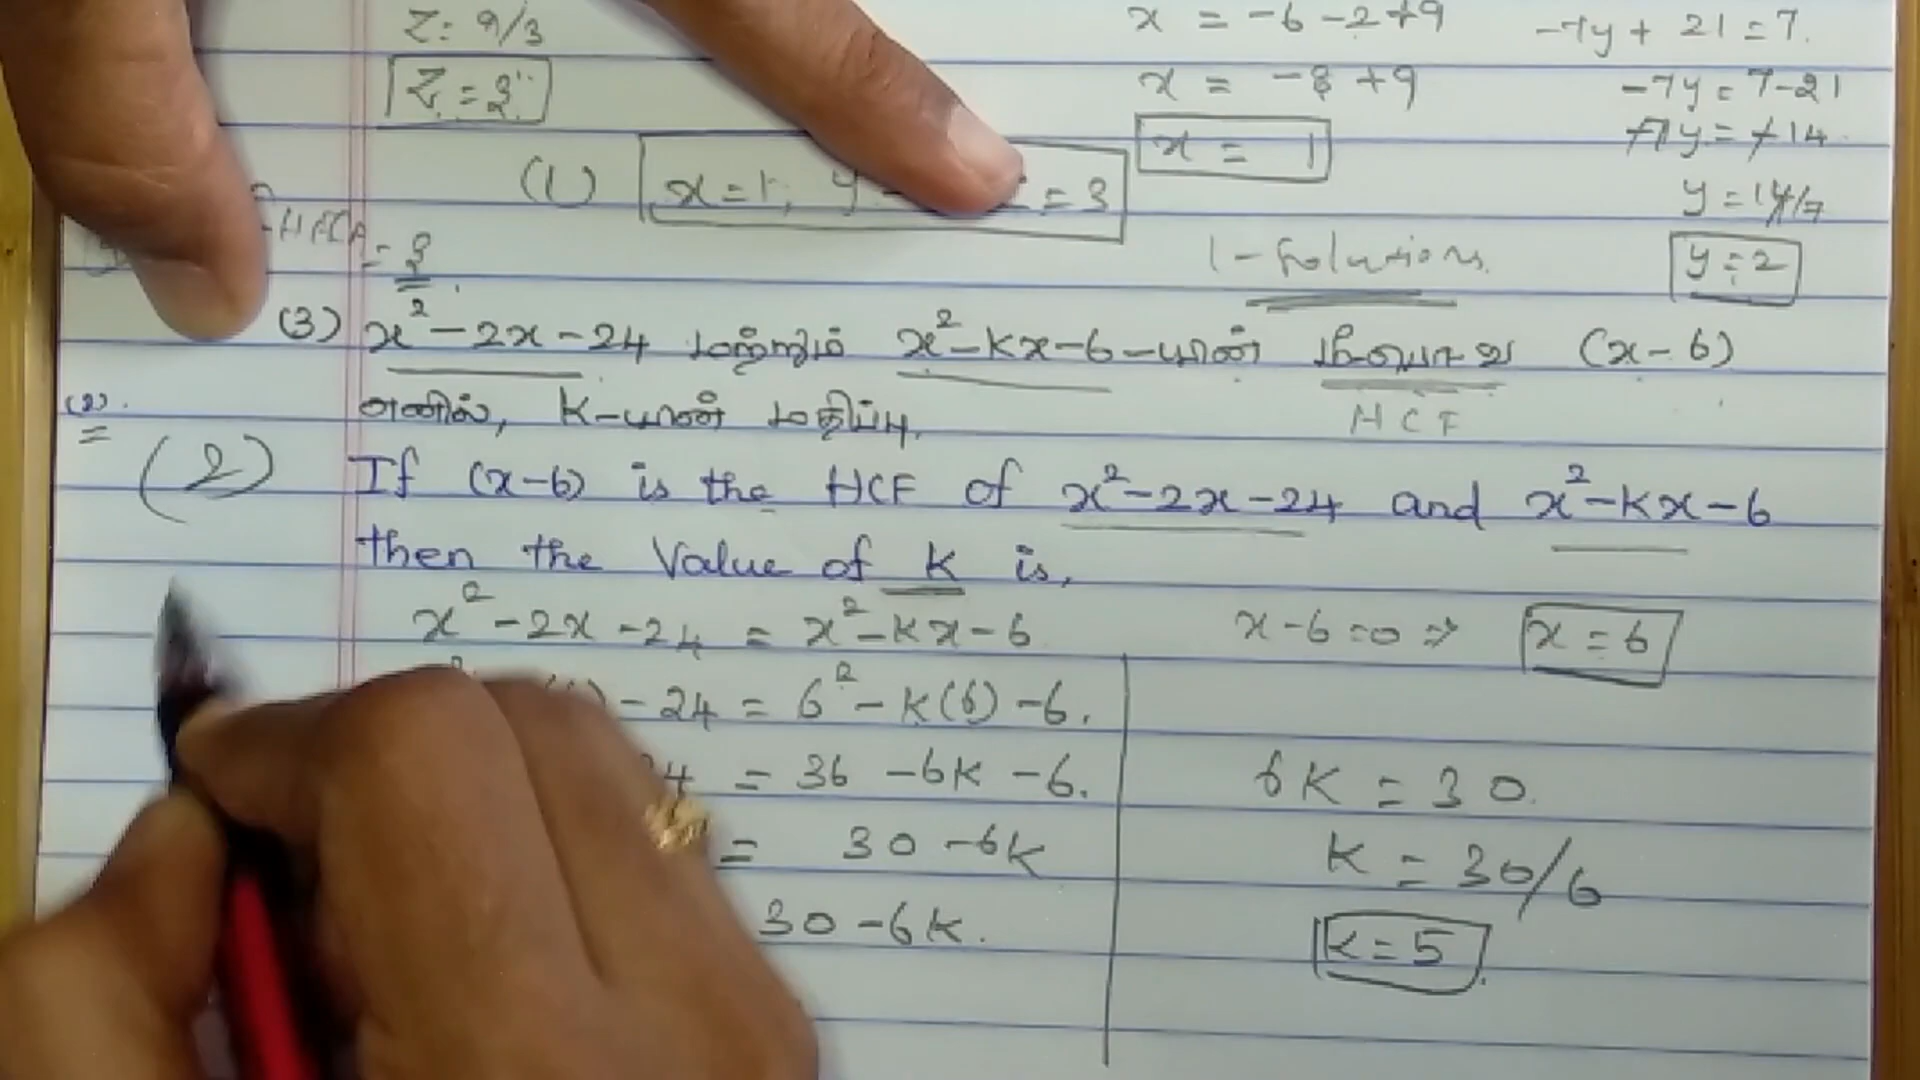 Z = 9/3
Z = 3
x = -6 -2 +9
x = -8 +9
x = 1
-7y + 21 = 7.
-7y = 7-21
-7y = -14
y = 14/7
y = 2
(1) x=1, y = 3
= 3
1 - Solutions.
(3) x² - 2x - 24 மற்றும் x² - kx - 6 - யின் மீ.பொ.வ (x - 6)
எனில், k - யின் மதிப்பு.
HCF
(2).
(2)
If (x-6) is the HCF of x² - 2x - 24 and x² - kx - 6
then the Value of k is,
x² - 2x - 24 = x² - kx - 6
x - 6 = 0 ⇒ x = 6
- 24 = 6² - k(6) - 6.
= 36 - 6k - 6.
= 30 - 6k
30 - 6k.
6k = 30.
k = 30/6
k = 5